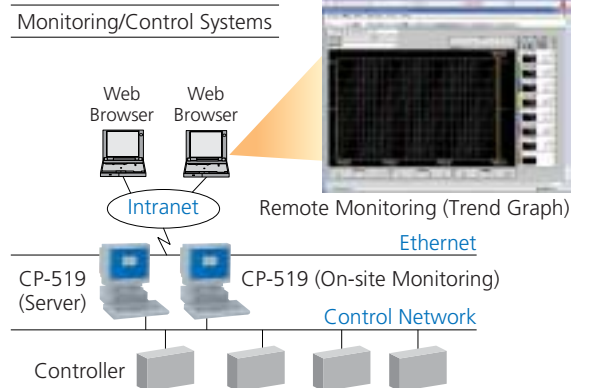 Monitoring/Control Systems
Web
Browser
Web
Browser
Intranet
Remote Monitoring (Trend Graph)
Ethernet
CP-519
(Server)
CP-519 (On-site Monitoring)
Control Network
Controller